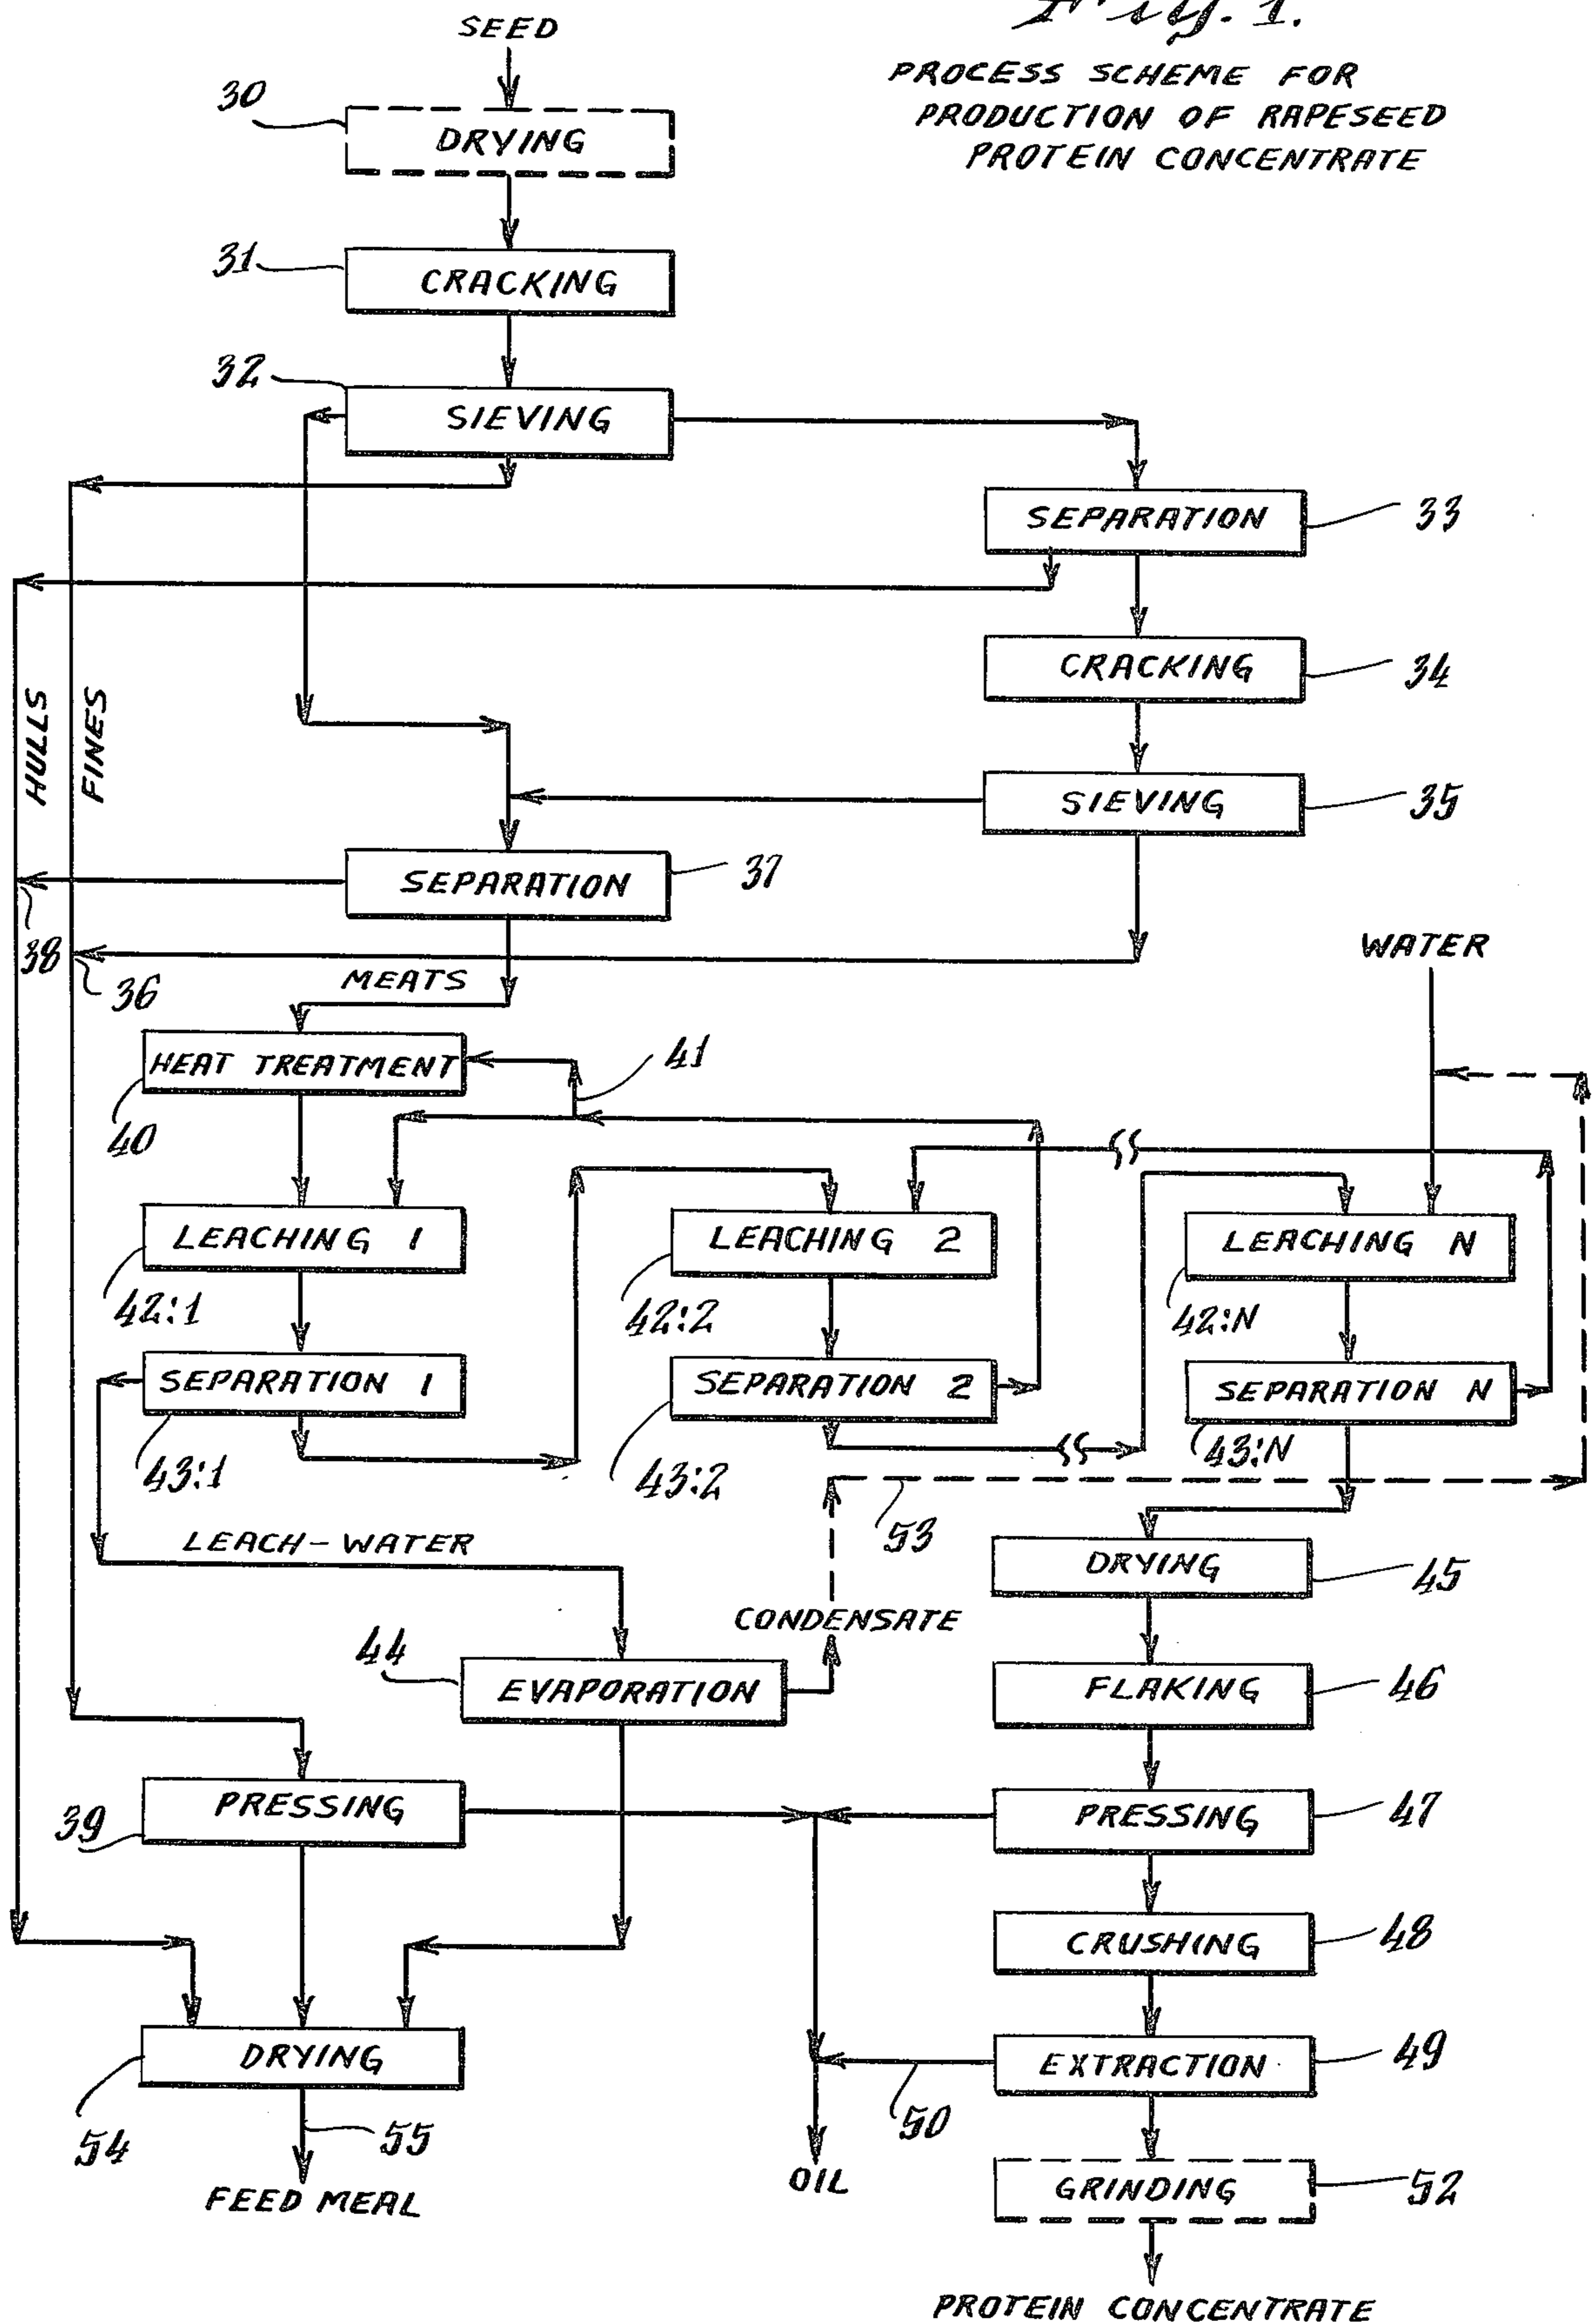 Fig. 1.
PROCESS SCHEME FOR
PRODUCTION OF RAPESEED
PROTEIN CONCENTRATE
SEED
30
DRYING
31
CRACKING
32
SIEVING
SEPARATION
33
CRACKING
34
HULLS
FINES
SIEVING
35
SEPARATION
37
38
36
MEATS
WATER
HEAT TREATMENT
41
40
LEACHING 1
LEACHING 2
LEACHING N
42:1
42:2
42:N
SEPARATION 1
SEPARATION 2
SEPARATION N
43:1
43:2
43:N
53
LEACH-WATER
DRYING
45
CONDENSATE
44
EVAPORATION
FLAKING
46
PRESSING
39
PRESSING
47
CRUSHING
48
DRYING
54
EXTRACTION
49
50
55
OIL
FEED MEAL
GRINDING
52
PROTEIN CONCENTRATE